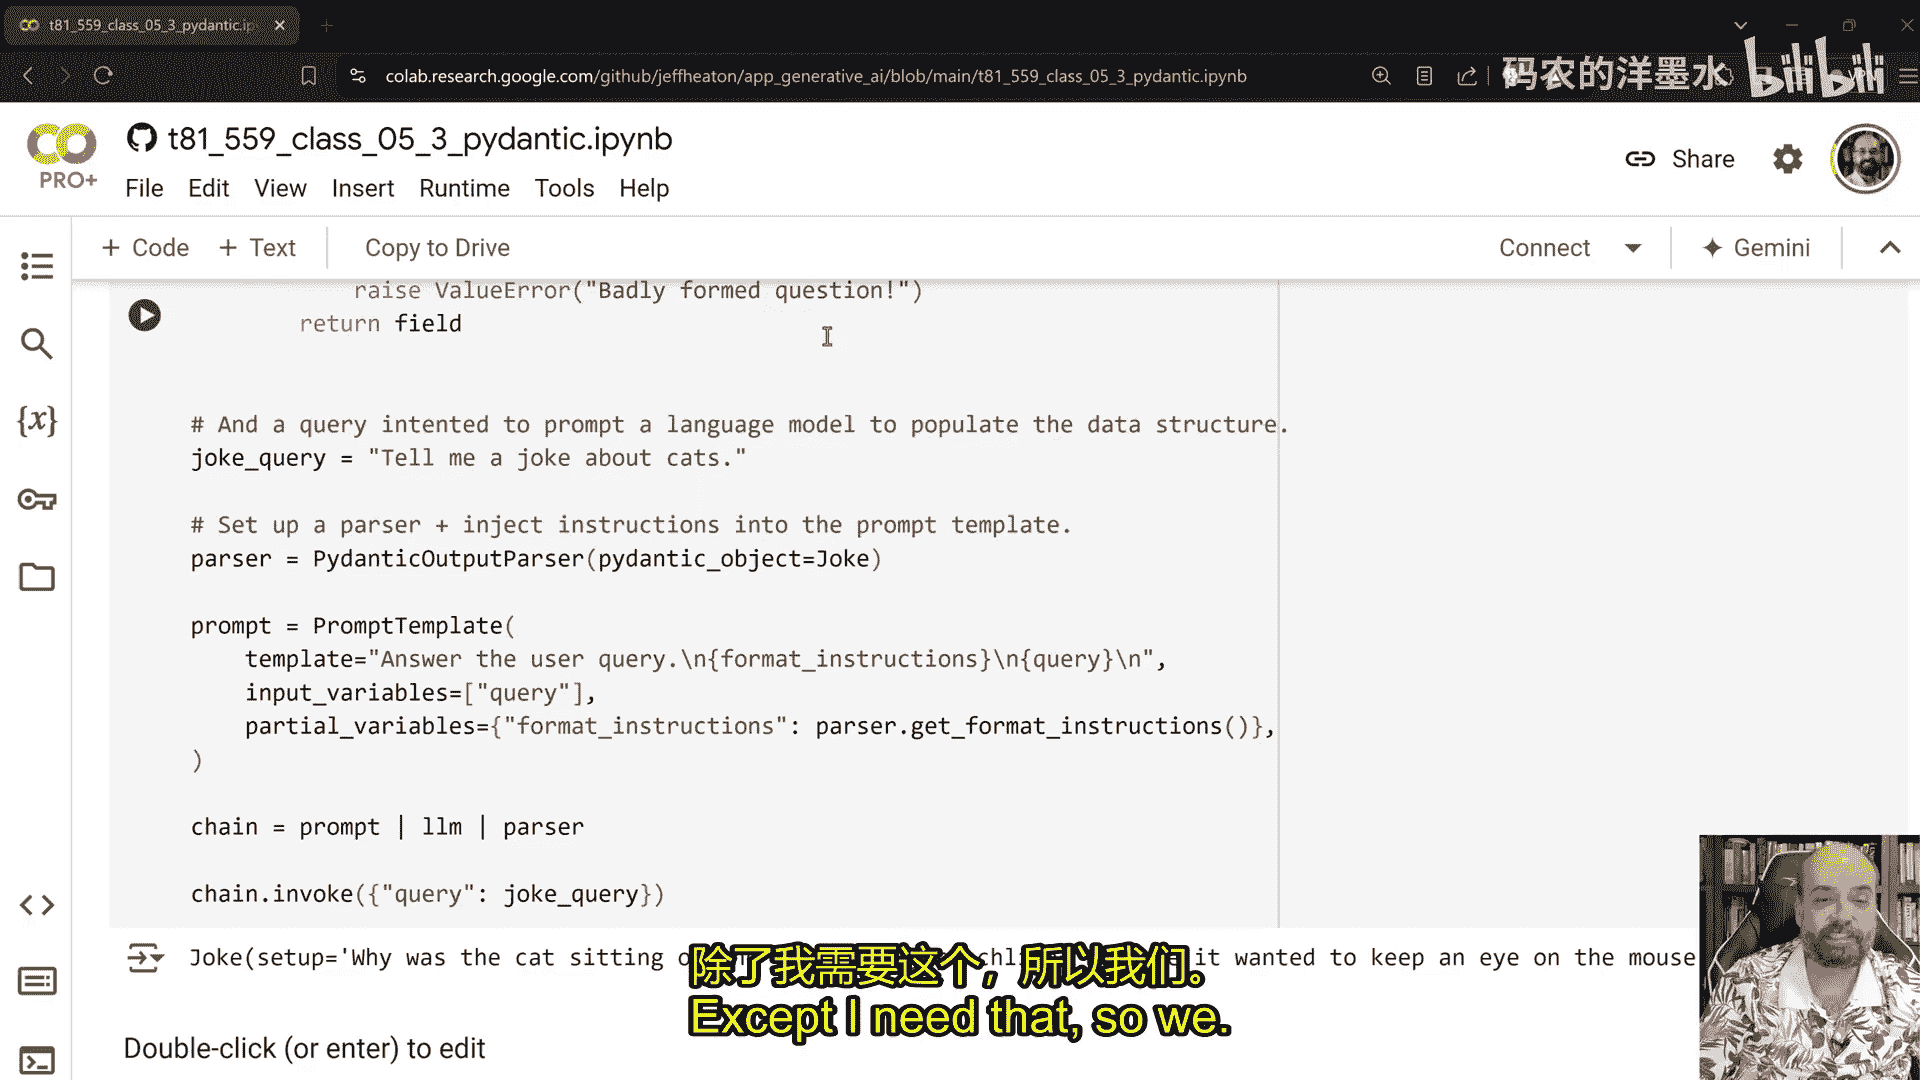 t81_559_class_05_3_pydantic.ip
colab.research.google.com/github/jeffheaton/app_generative_ai/blob/main/t81_559_class_05_3_pydantic.ipynb
码农的洋墨水 bilibili
t81_559_class_05_3_pydantic.ipynb
PRO+
File Edit View Insert Runtime Tools Help
Share
+ Code + Text Copy to Drive
Connect Gemini
raise ValueError("Badly formed question!")
return field
# And a query intented to prompt a language model to populate the data structure.
joke_query = "Tell me a joke about cats."
# Set up a parser + inject instructions into the prompt template.
parser = PydanticOutputParser(pydantic_object=Joke)
prompt = PromptTemplate(
template="Answer the user query.\n{format_instructions}\n{query}\n",
input_variables=["query"],
partial_variables={"format_instructions": parser.get_format_instructions()},
)
chain = prompt | llm | parser
chain.invoke({"query": joke_query})
Joke(setup='Why was the cat sitting it wanted to keep an eye on the mouse
除了我需要这个，所以我们。
Except I need that, so we.
Double-click (or enter) to edit